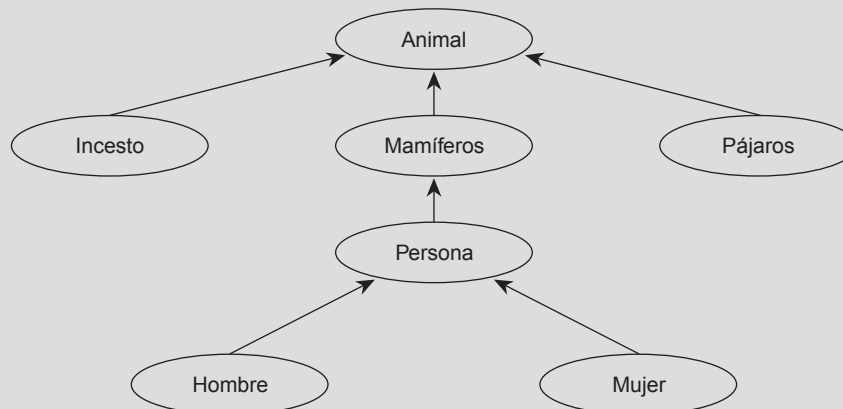 Animal
Incesto
Mamíferos
Pájaros
Persona
Hombre
Mujer